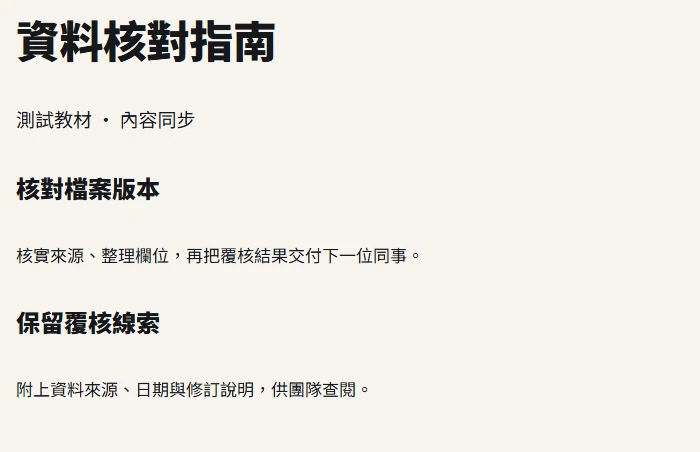 資料核對指南
測試教材 · 內容同步
核對檔案版本
核實來源、整理欄位，再把覆核結果交付下一位同事。
保留覆核線索
附上資料來源、日期與修訂說明，供團隊查閱。